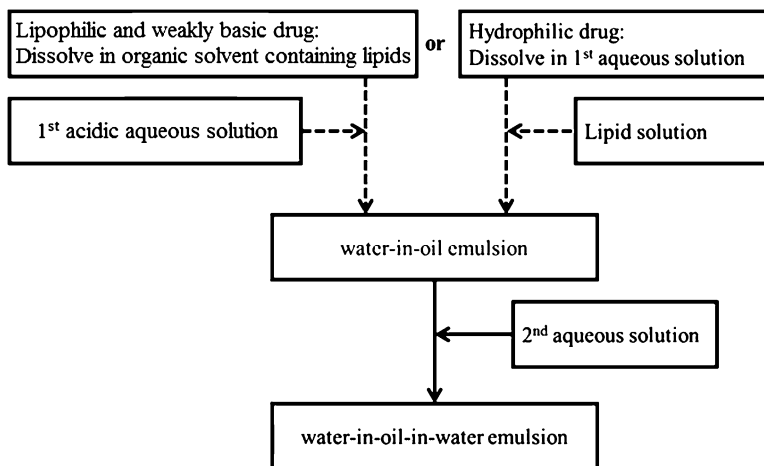 Lipophilic and weakly basic drug:
Dissolve in organic solvent containing lipids
or
Hydrophilic drug:
Dissolve in 1st aqueous solution
1st acidic aqueous solution
Lipid solution
water-in-oil emulsion
2nd aqueous solution
water-in-oil-in-water emulsion